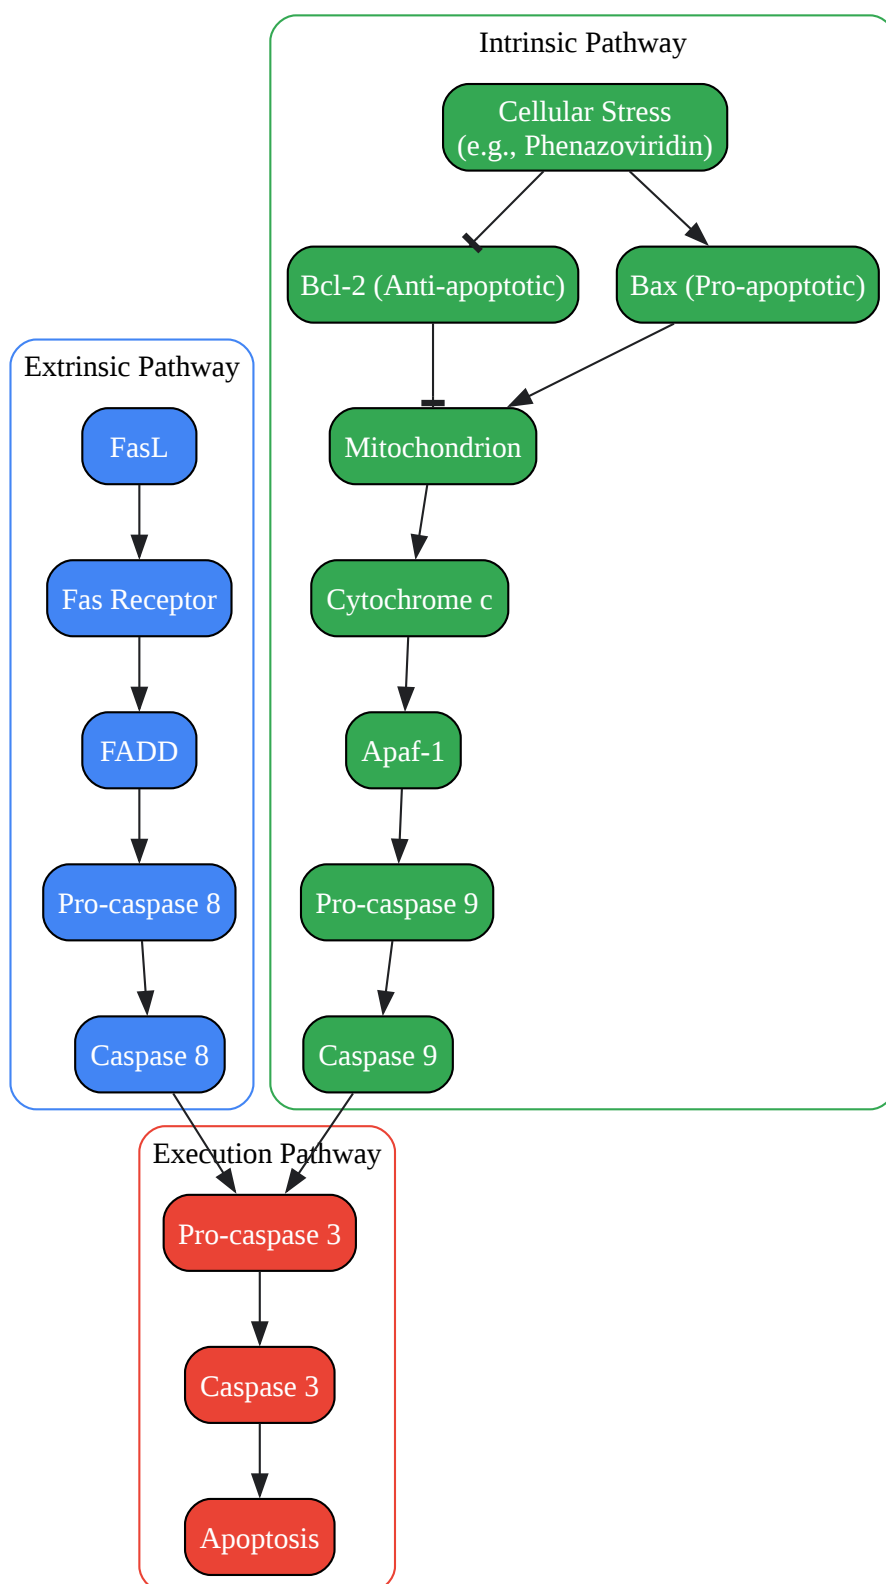 Intrinsic Pathway
Cellular Stress
(e.g., Phenazoviridin)
Bcl-2 (Anti-apoptotic)
Bax (Pro-apoptotic)
Mitochondrion
Cytochrome c
Apaf-1
Pro-caspase 9
Caspase 9
Extrinsic Pathway
FasL
Fas Receptor
FADD
Pro-caspase 8
Caspase 8
Execution Pathway
Pro-caspase 3
Caspase 3
Apoptosis